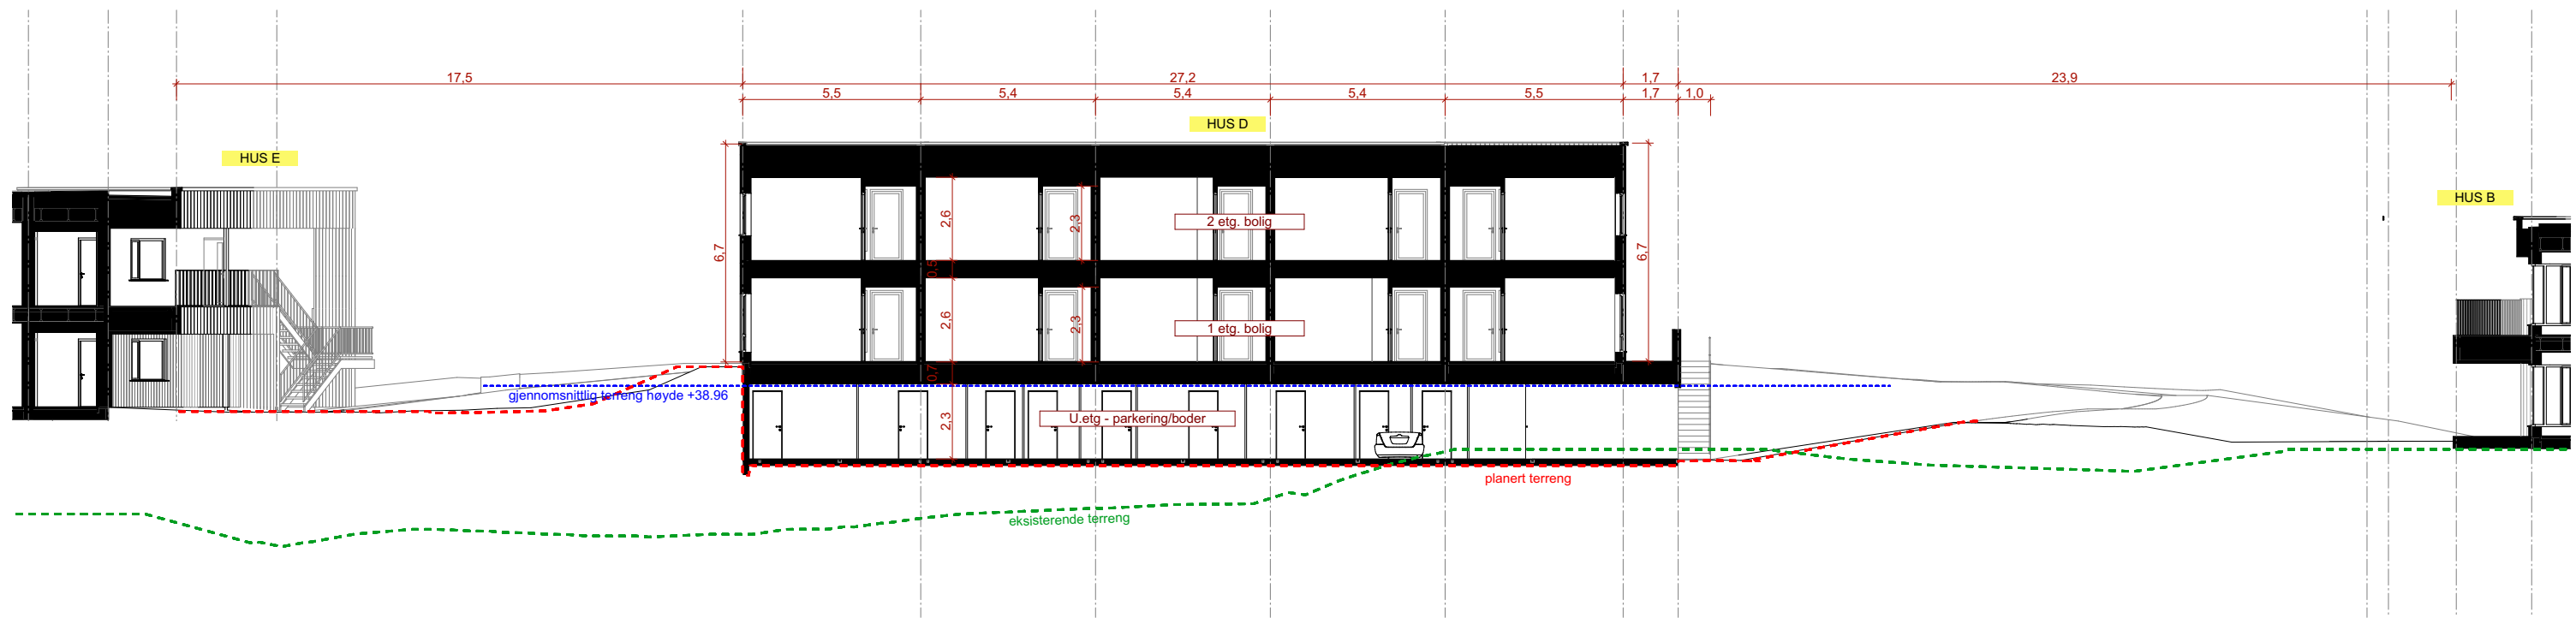 17,5
27,2
1,7
23,9
5,5
5,4
5,4
5,4
5,5
1,7
1,0
HUS D
HUS E
HUS B
6,7
2,6
2,3
2 etg. bolig
6,7
0,5
2,6
2,3
1 etg. bolig
0,7
gjennomsnittlig terreng høyde +38.96
2,3
U.etg - parkering/boder
planert terreng
eksisterende terreng